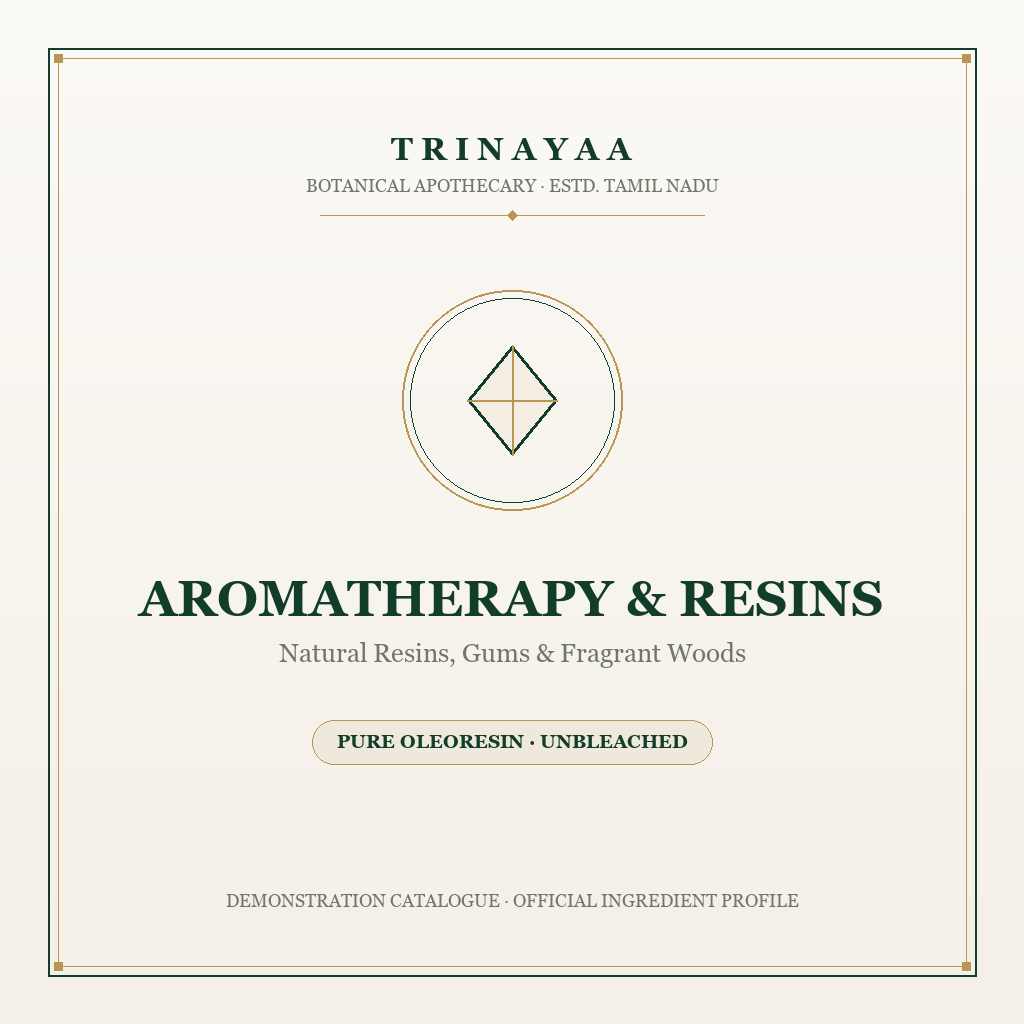 TRINAYAA
BOTANICAL APOTHECARY · ESTD. TAMIL NADU
AROMATHERAPY & RESINS
Natural Resins, Gums & Fragrant Woods
PURE OLEORESIN · UNBLEACHED
DEMONSTRATION CATALOGUE · OFFICIAL INGREDIENT PROFILE